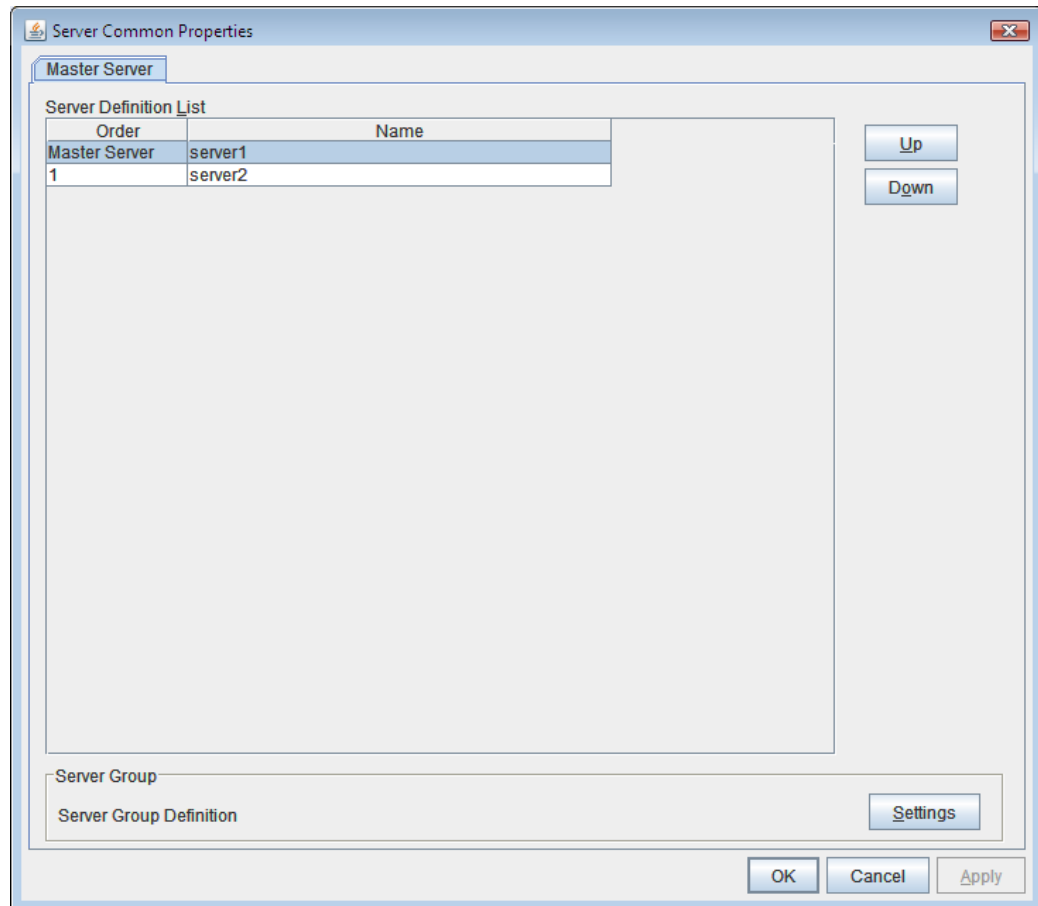 Server Common Properties
Master Server
Server Definition List
Order Name
Master Server server1
1 server2
Up
Down
Server Group
Server Group Definition
Settings
OK Cancel Apply